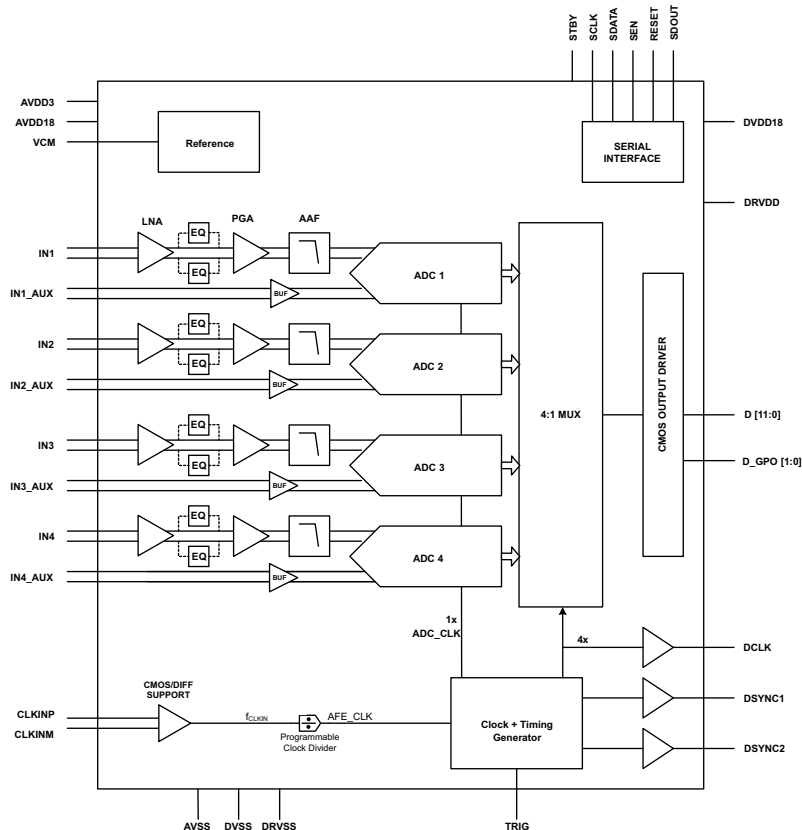 STBY
SCLK
SDATA
SEN
RESET
SDOUT
AVDD3
AVDD18
VCM
Reference
SERIAL
INTERFACE
DVDD18
DRVDD
LNA
EQ
PGA
AAF
EQ
IN1
ADC 1
IN1_AUX
BUF
EQ
IN2
EQ
ADC 2
IN2_AUX
BUF
4:1 MUX
CMOS OUTPUT DRIVER
D [11:0]
D_GPO [1:0]
EQ
IN3
EQ
ADC 3
IN3_AUX
BUF
EQ
IN4
EQ
ADC 4
IN4_AUX
BUF
1x
ADC_CLK
4x
DCLK
CMOS/DIFF
SUPPORT
CLKINP
CLKINM
fCLKIN
AFE_CLK
Programmable
Clock Divider
Clock + Timing
Generator
DSYNC1
DSYNC2
AVSS
DVSS
DRVSS
TRIG